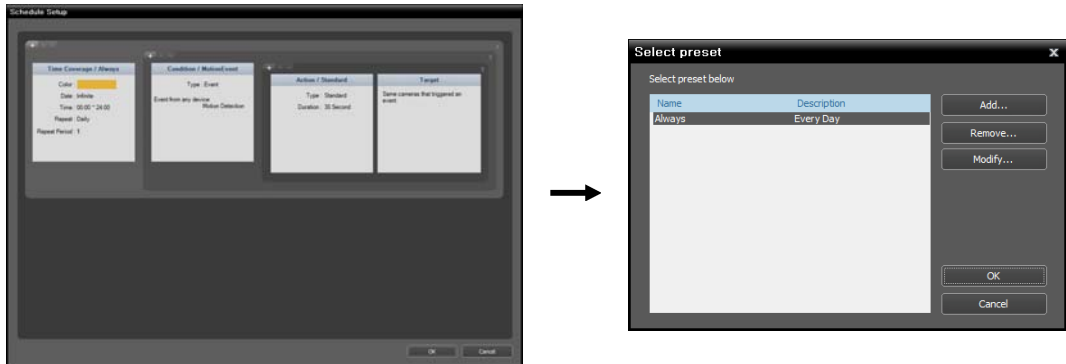 Schedule Setup
Time Coverage / Always
Color :
Date : Infinite
Time : 00:00 ~ 24:00
Repeat : Daily
Repeat Period : 1
Condition / MotionEvent
Type : Event
Event from any device
Motion Detection
Action / Standard
Type : Standard
Duration : 30 Second
Target
Same cameras that triggered an
event
OK
Cancel
Select preset
x
Select preset below
Name
Description
Always
Every Day
Add...
Remove...
Modify...
OK
Cancel